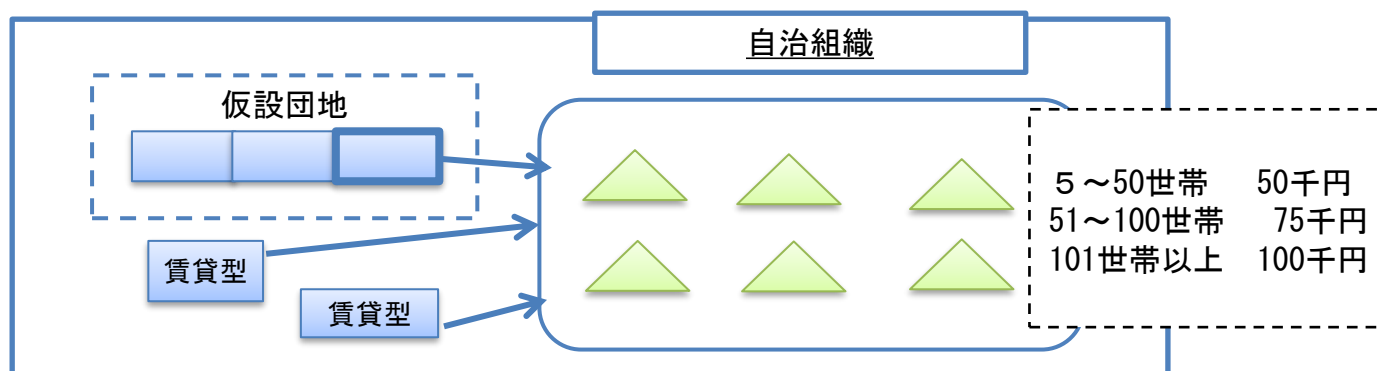 自治組織
仮設団地
５～50世帯　50千円
51～100世帯　75千円
101世帯以上　100千円
賃貸型
賃貸型